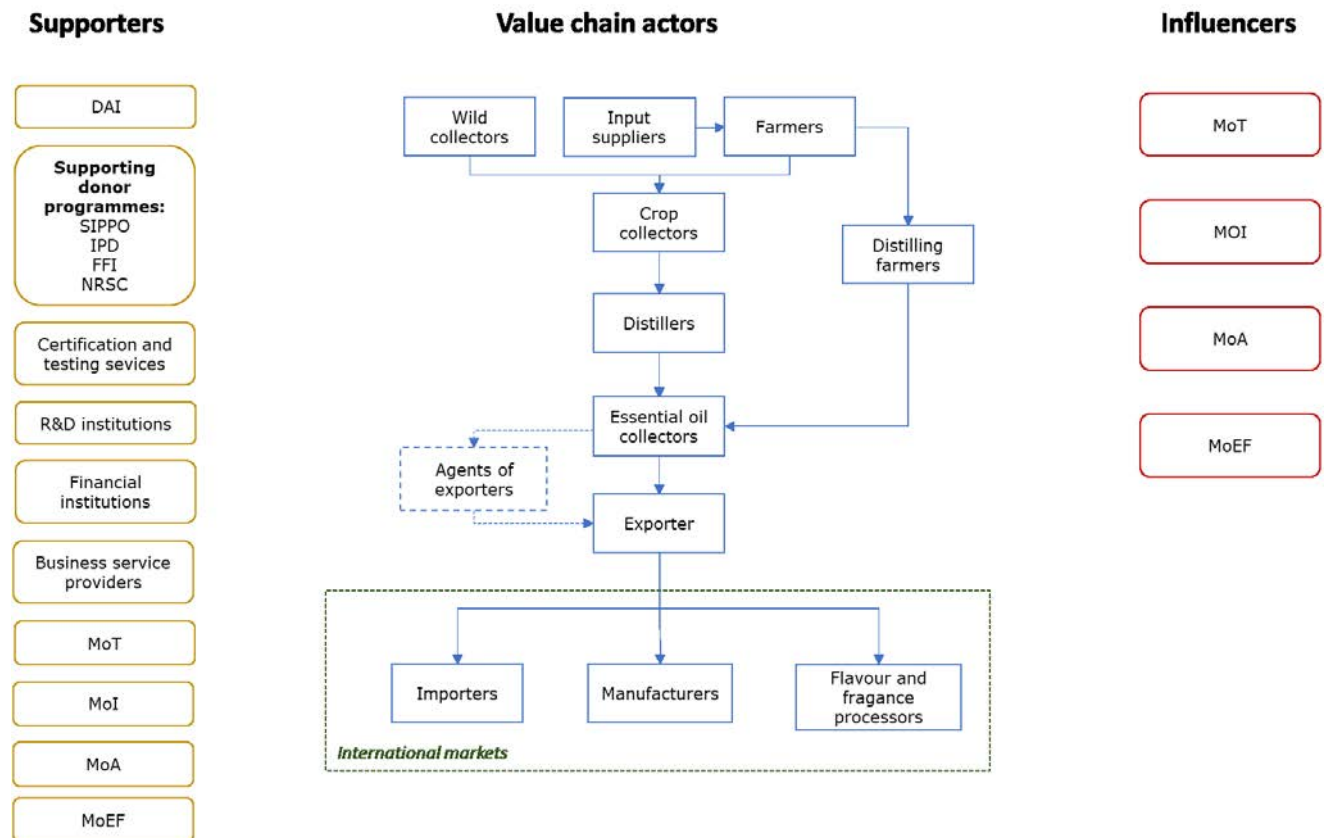 Supporters
DAI
Supporting
donor
programmes:
SIPPO
IPD
FFI
NRSC
Certification and
testing sevices
R&D institutions
Financial
institutions
Business service
providers
MoT
MoI
MoA
MoEF
Value chain actors
Wild
collectors
Input
suppliers
Farmers
Crop
collectors
Distilling
farmers
Distillers
Essential oil
collectors
Agents of
exporters
Exporter
Importers
Manufacturers
Flavour and
fragance
processors
International markets
Influencers
MoT
MOI
MoA
MoEF